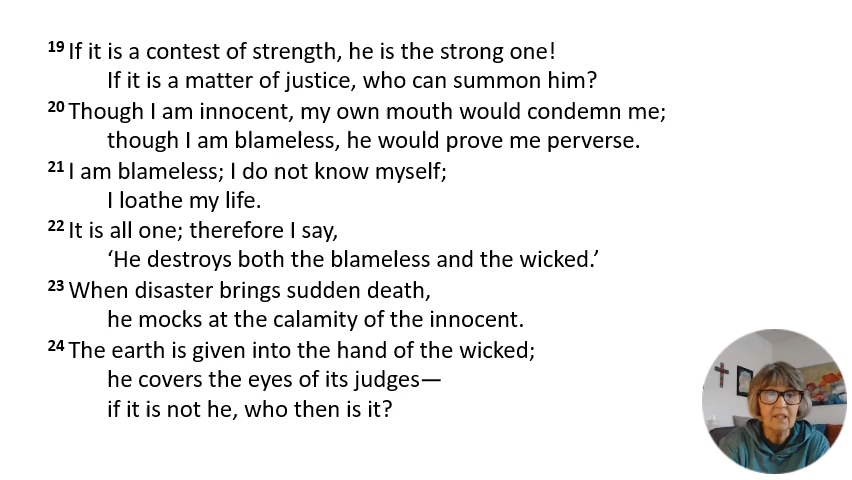 19 If it is a contest of strength, he is the strong one!
If it is a matter of justice, who can summon him?
20 Though I am innocent, my own mouth would condemn me;
though I am blameless, he would prove me perverse.
21 I am blameless; I do not know myself;
I loathe my life.
22 It is all one; therefore I say,
‘He destroys both the blameless and the wicked.’
23 When disaster brings sudden death,
he mocks at the calamity of the innocent.
24 The earth is given into the hand of the wicked;
he covers the eyes of its judges—
if it is not he, who then is it?